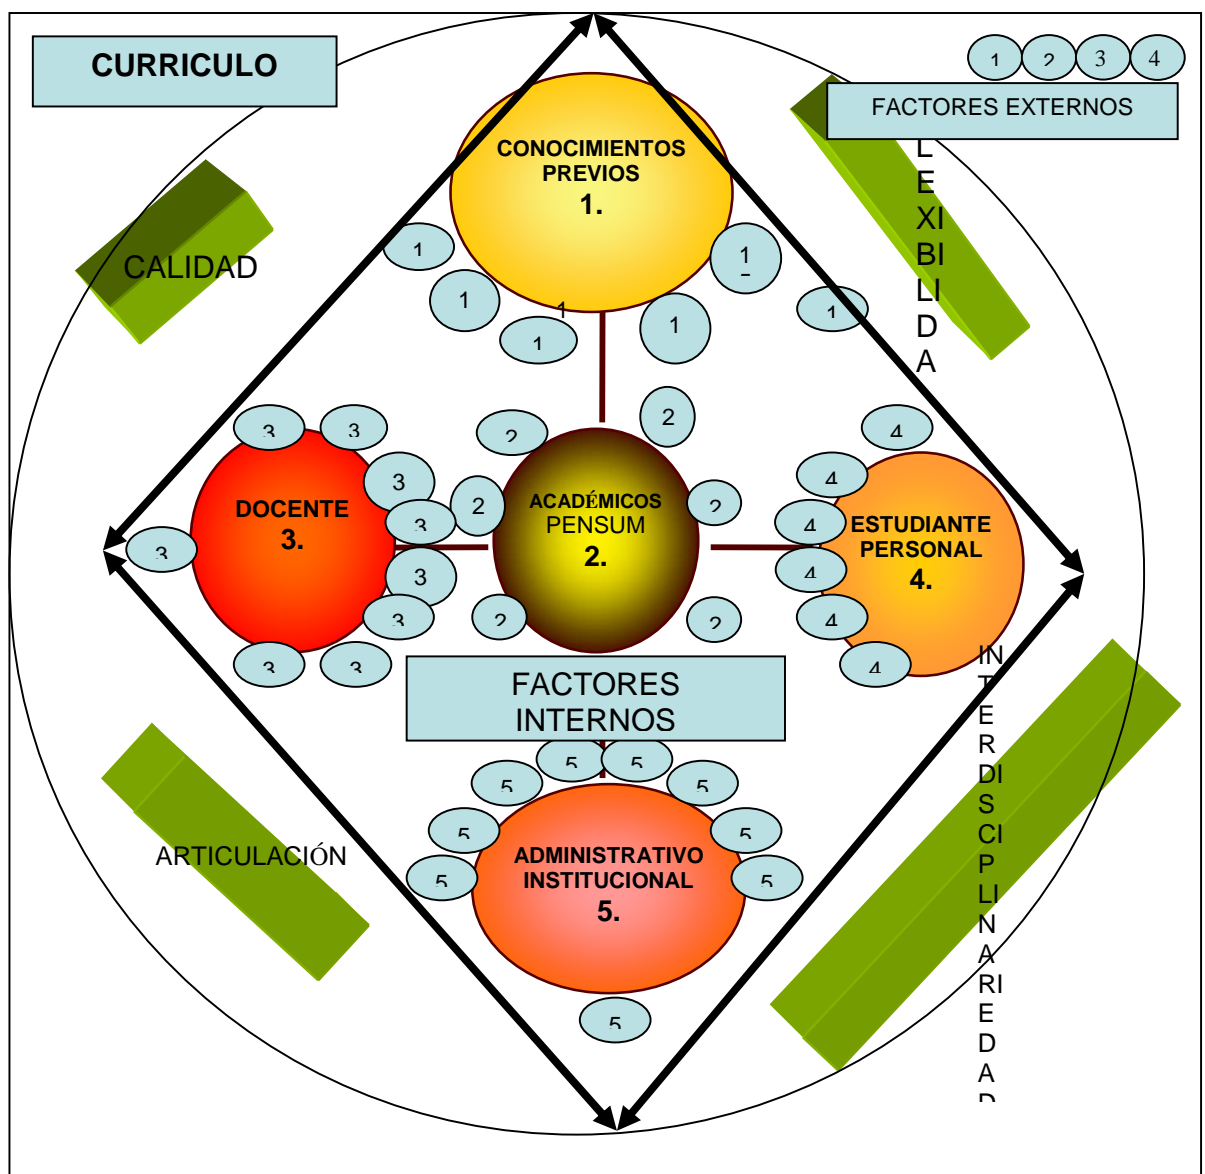 CURRICULO
1 2 3 4
FACTORES EXTERNOS
CONOCIMIENTOS
PREVIOS
1.
L
E
XI
BI
LI
D
A
CALIDAD
1
1
1
1
1
1
1
2
2
3
3
4
DOCENTE
3.
3
3
3
3
3
3
3
2
ACADÉMICOS
PENSUM
2.
2
2
2
4
4
4
4
4
ESTUDIANTE
PERSONAL
4.
FACTORES
INTERNOS
IN
T
E
R
DI
S
CI
P
LI
N
A
RI
E
D
A
D
ARTICULACIÓN
5
5
5
5
5
5
5
5
ADMINISTRATIVO
INSTITUCIONAL
5.
5